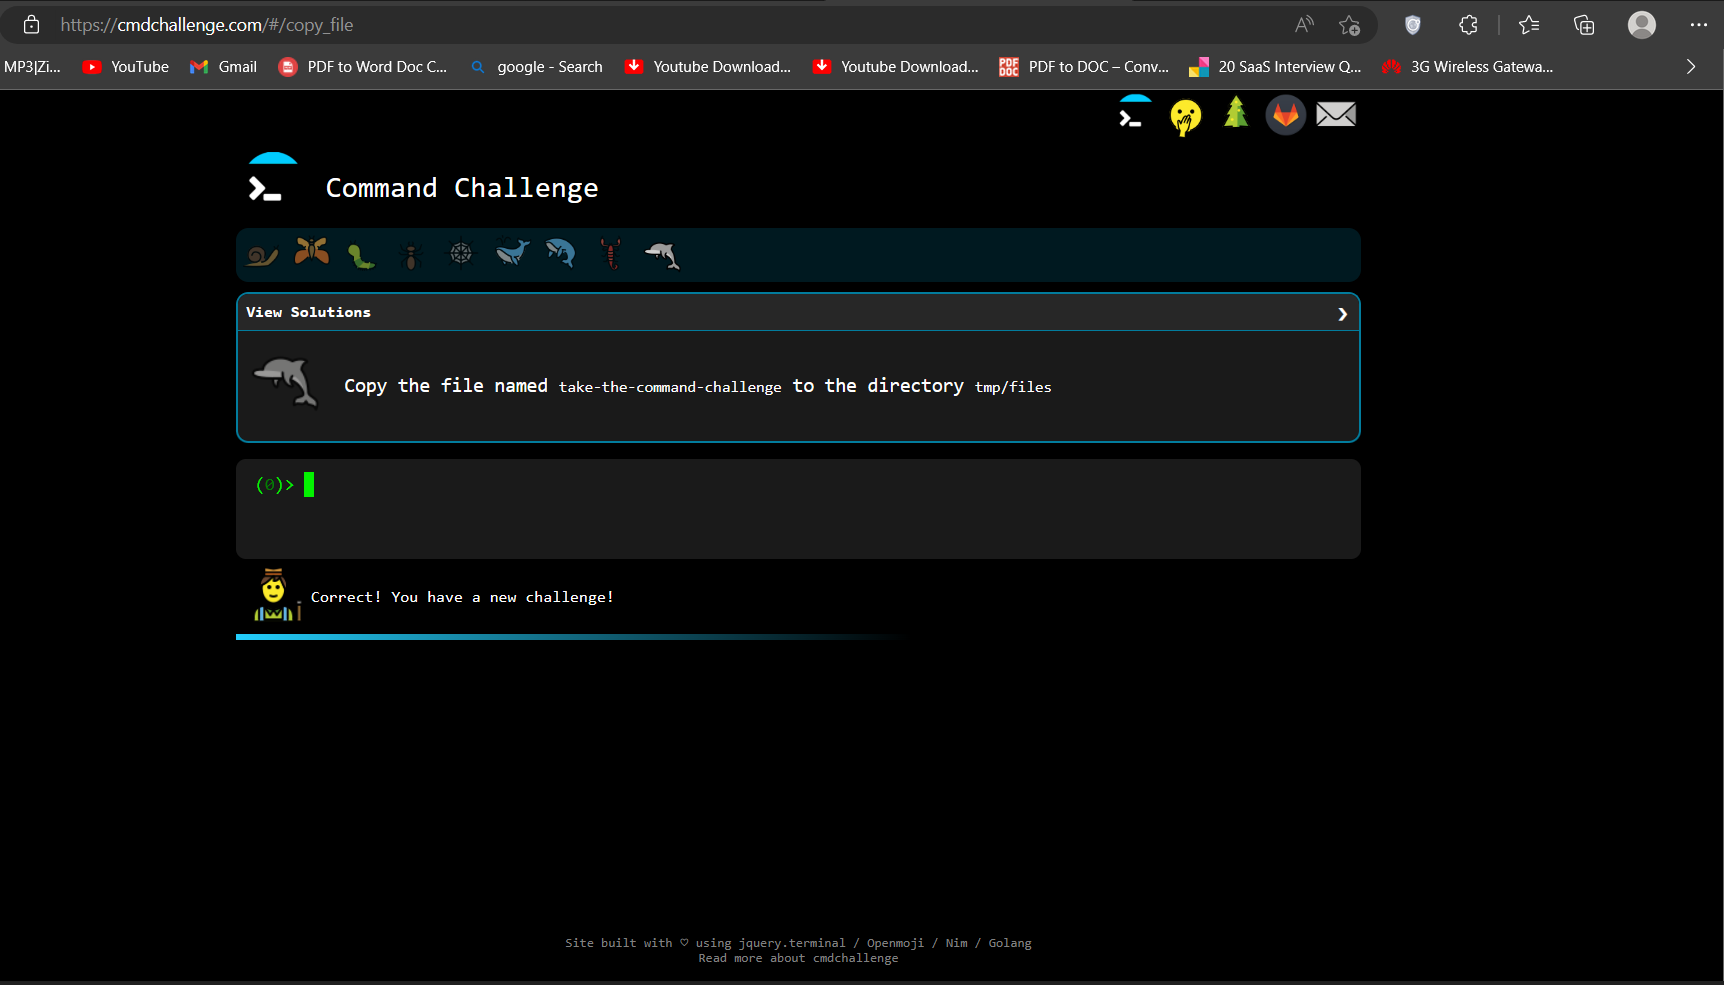 https://cmdchallenge.com/#/copy_file
MP3|Zi... YouTube Gmail PDF to Word Doc C... google - Search Youtube Download... Youtube Download... PDF DOC PDF to DOC – Conv... 20 SaaS Interview Q... 3G Wireless Gatewa...
Command Challenge
View Solutions
Copy the file named take-the-command-challenge to the directory tmp/files
(0)>
Correct! You have a new challenge!
Site built with ♡ using jquery.terminal / Openmoji / Nim / Golang
Read more about cmdchallenge